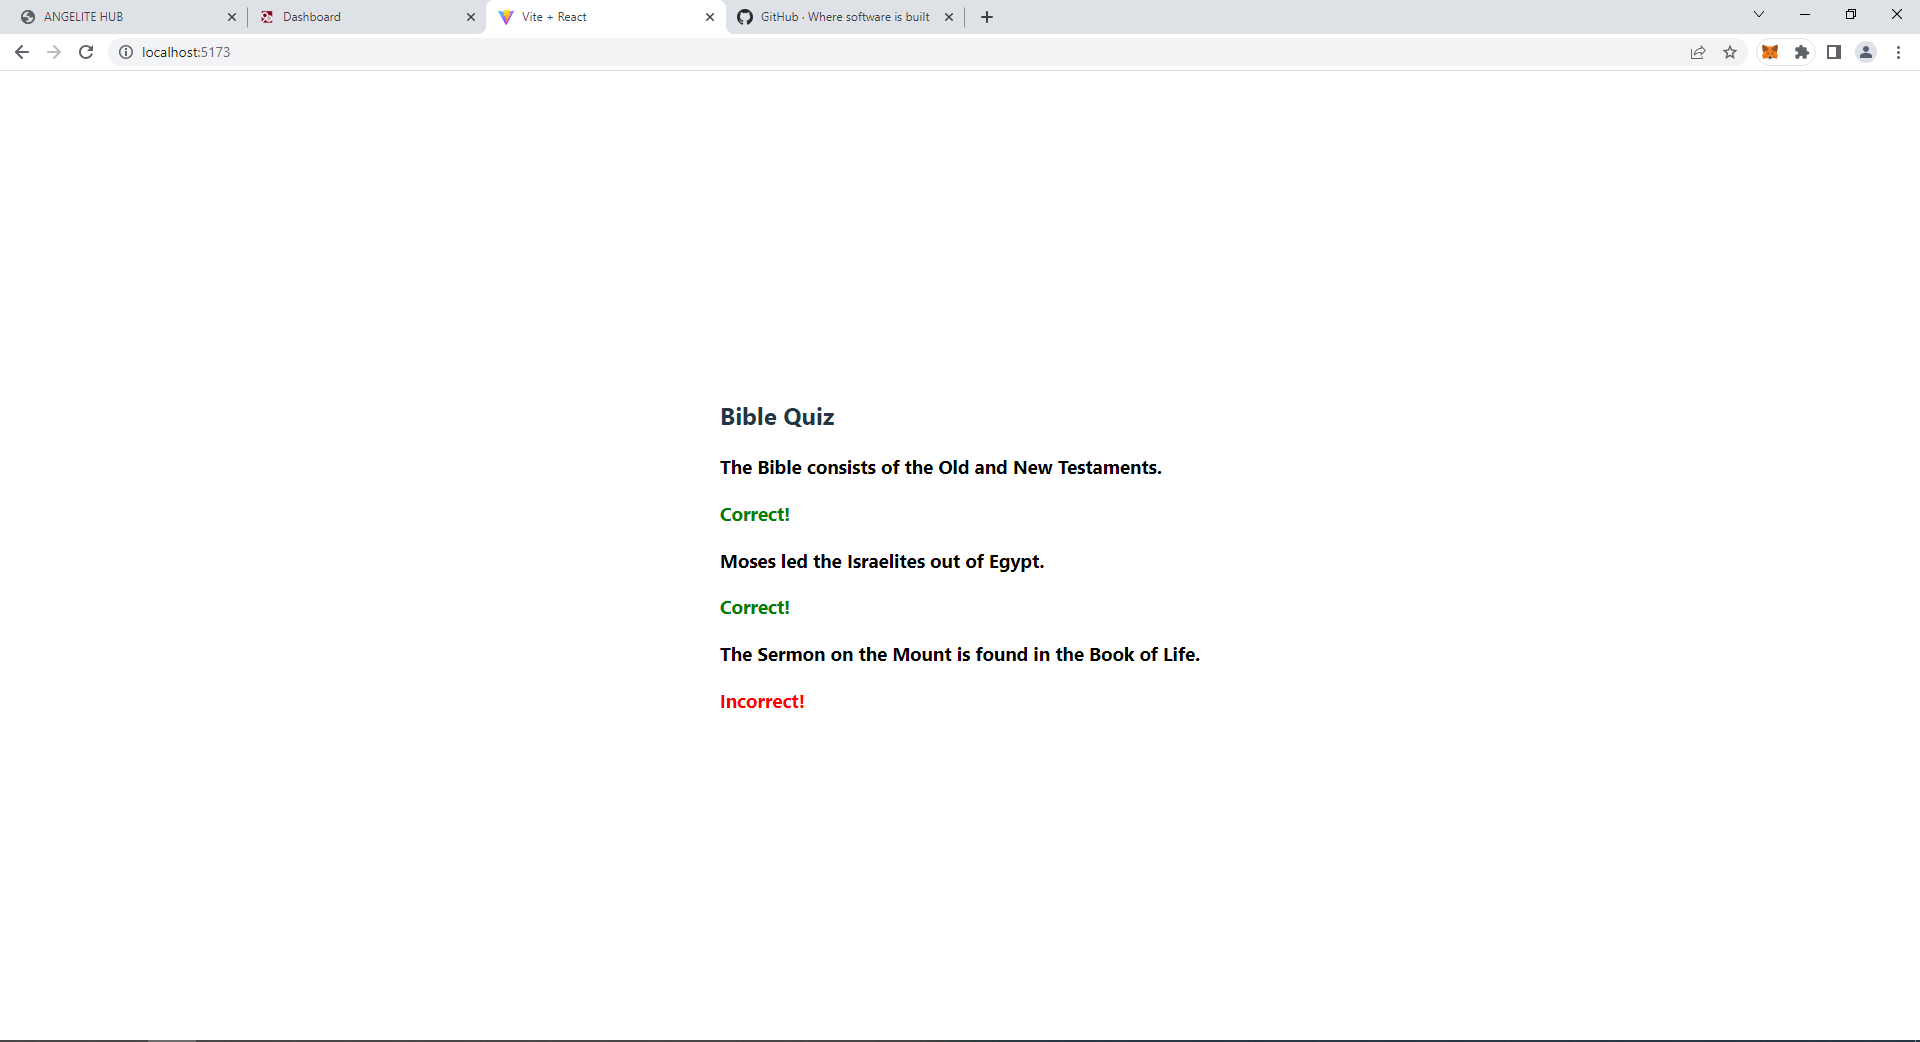 ANGELITE HUB
Dashboard
Vite + React
GitHub · Where software is built
localhost:5173
Bible Quiz
The Bible consists of the Old and New Testaments.
Correct!
Moses led the Israelites out of Egypt.
Correct!
The Sermon on the Mount is found in the Book of Life.
Incorrect!